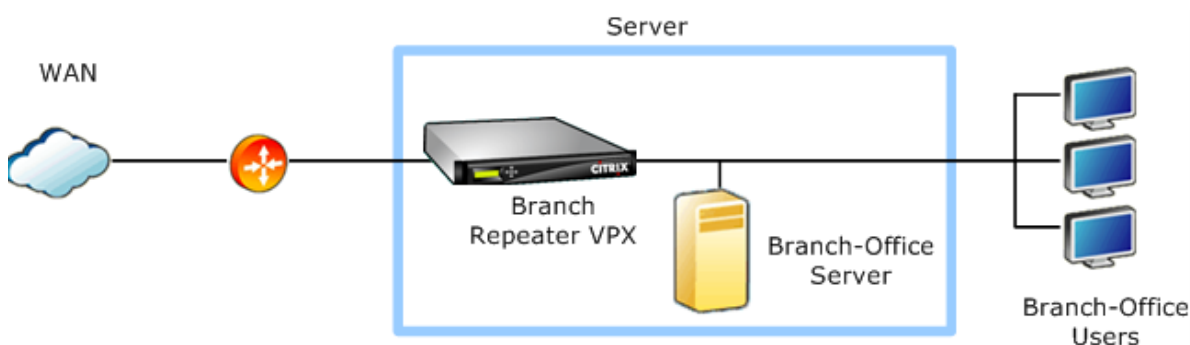 Server
WAN
CITRIX
Branch
Repeater VPX
Branch-Office
Server
Branch-Office
Users